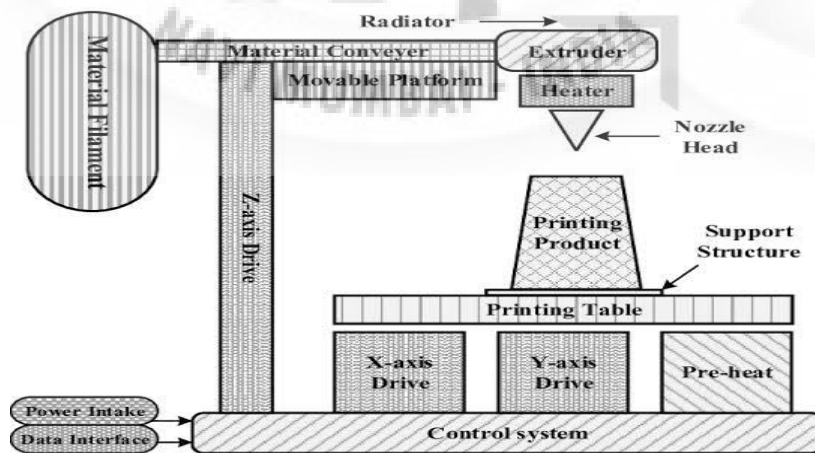 Radiator
Extruder
Material Conveyer
Movable Platform
Heater
Material Filament
Nozzle
Head
Z-axis Drive
Printing
Product
Support
Structure
Printing Table
X-axis
Drive
Y-axis
Drive
Pre-heat
Power Intake
Data Interface
Control system
MUMBAI